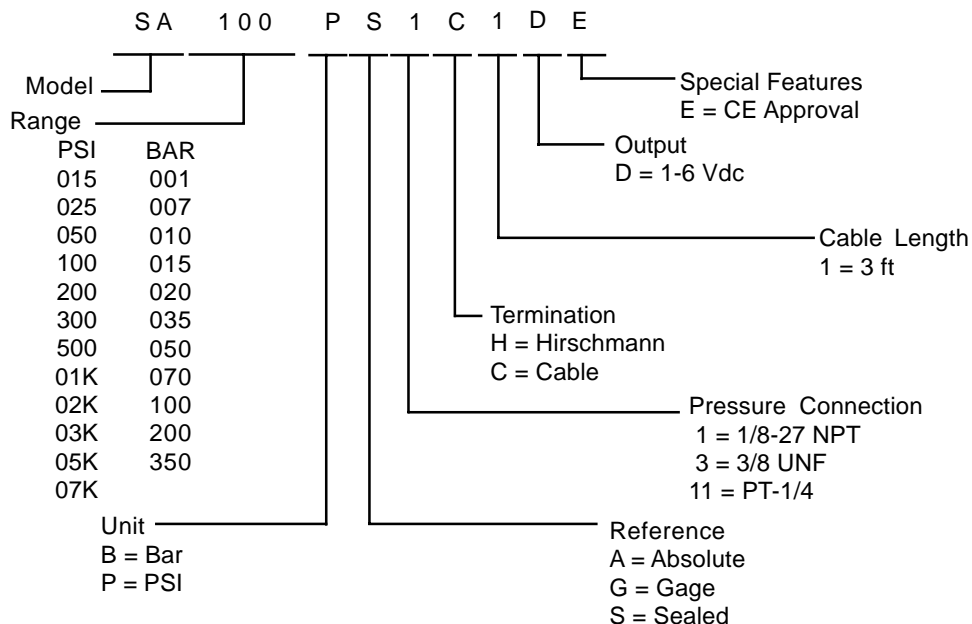 SA 100 P S 1 C 1 D E
Special Features
E = CE Approval
Model
Range
PSI BAR
015 001
025 007
050 010
100 015
200 020
300 035
500 050
01K 070
02K 100
03K 200
05K 350
07K
Output
D = 1-6 Vdc
Cable Length
1 = 3 ft
Termination
H = Hirschmann
C = Cable
Pressure Connection
1 = 1/8-27 NPT
3 = 3/8 UNF
11 = PT-1/4
Unit
B = Bar
P = PSI
Reference
A = Absolute
G = Gage
S = Sealed